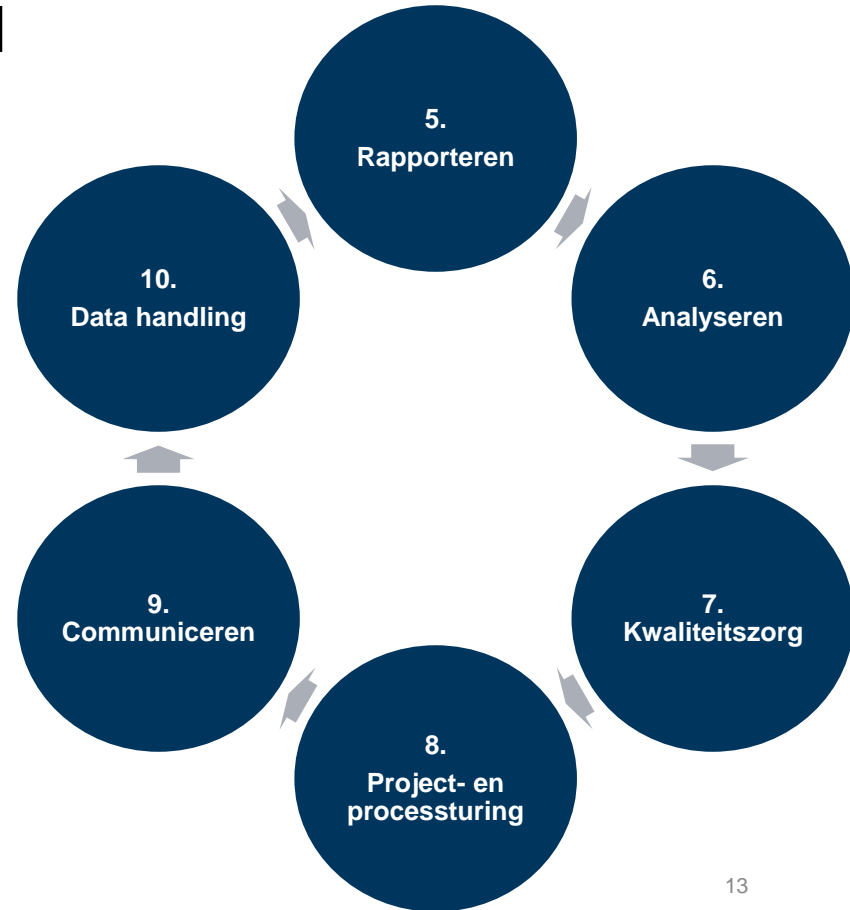 5.
Rapporteren
6.
Analyseren
7.
Kwaliteitszorg
8.
Project- en
processturing
9.
Communiceren
10.
Data handling
13